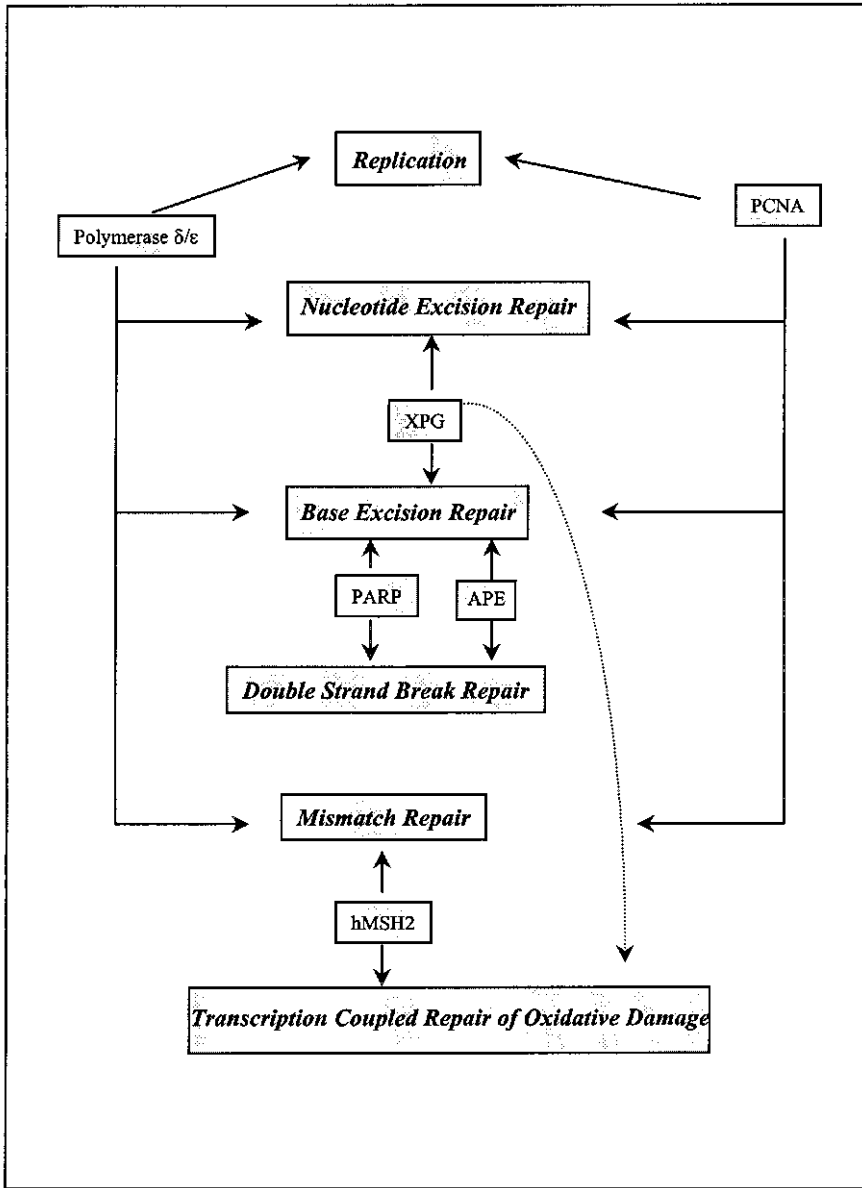 Replication
PCNA
Polymerase δ/ε
Nucleotide Excision Repair
XPG
Base Excision Repair
PARP
APE
Double Strand Break Repair
Mismatch Repair
hMSH2
Transcription Coupled Repair of Oxidative Damage